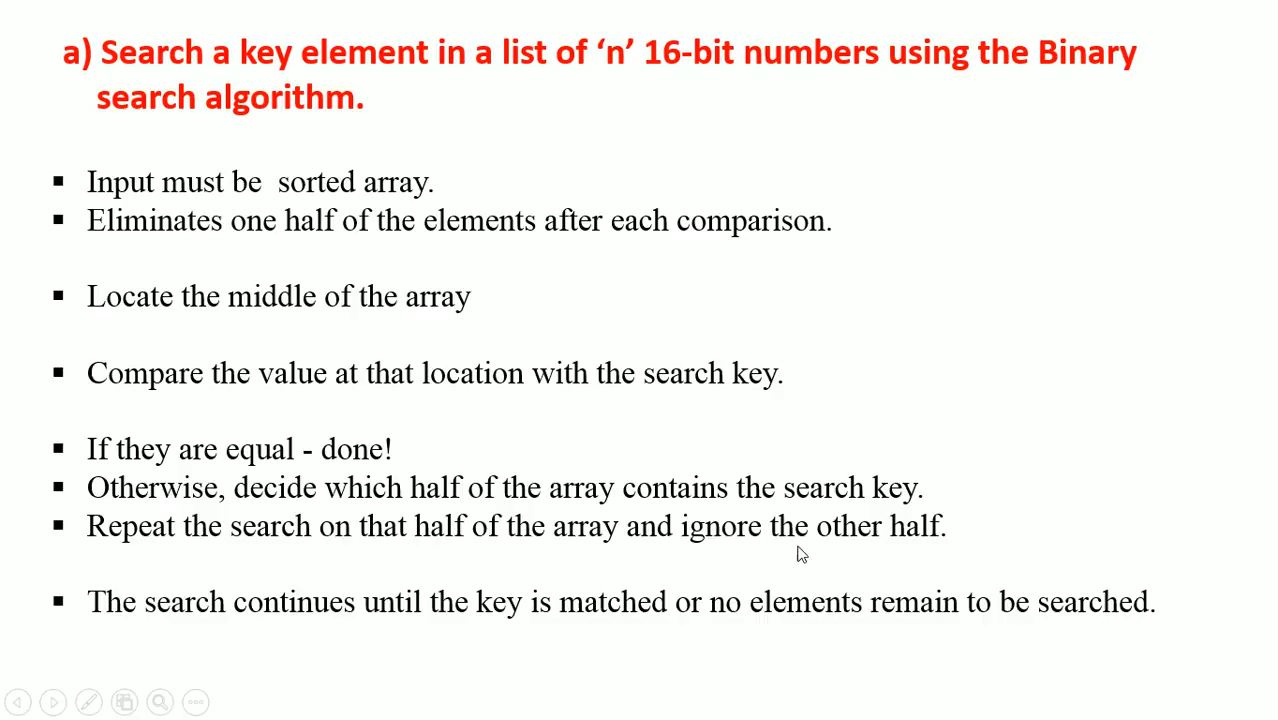 a) Search a key element in a list of ‘n’ 16-bit numbers using the Binary
search algorithm.
▪ Input must be  sorted array.
▪ Eliminates one half of the elements after each comparison.
▪ Locate the middle of the array
▪ Compare the value at that location with the search key.
▪ If they are equal - done!
▪ Otherwise, decide which half of the array contains the search key.
▪ Repeat the search on that half of the array and ignore the other half.
▪ The search continues until the key is matched or no elements remain to be searched.